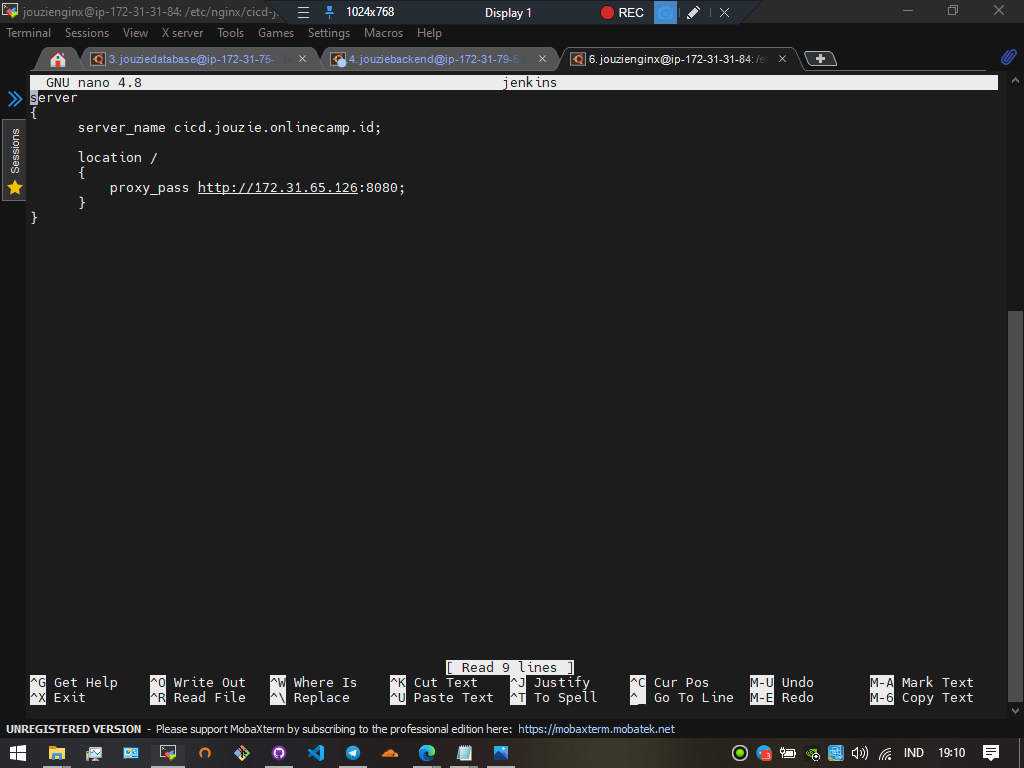 jouzienginx@ip-172-31-31-84: /etc/nginx/cicd-j
1024x768
Display 1
REC
Terminal Sessions View X server Tools Games Settings Macros Help
3. jouziedatabase@ip-172-31-75-
4. jouziebackend@ip-172-31-79-8
6. jouzienginx@ip-172-31-31-84: /e
GNU nano 4.8 jenkins
server
{
server_name cicd.jouzie.onlinecamp.id;
location /
{
proxy_pass http://172.31.65.126:8080;
}
}
Sessions
[ Read 9 lines ]
^G Get Help ^O Write Out ^W Where Is ^K Cut Text ^J Justify ^C Cur Pos M-U Undo M-A Mark Text
^X Exit ^R Read File ^\ Replace ^U Paste Text ^T To Spell ^_ Go To Line M-E Redo M-6 Copy Text
UNREGISTERED VERSION - Please support MobaXterm by subscribing to the professional edition here: https://mobaxterm.mobatek.net
IND 19:10